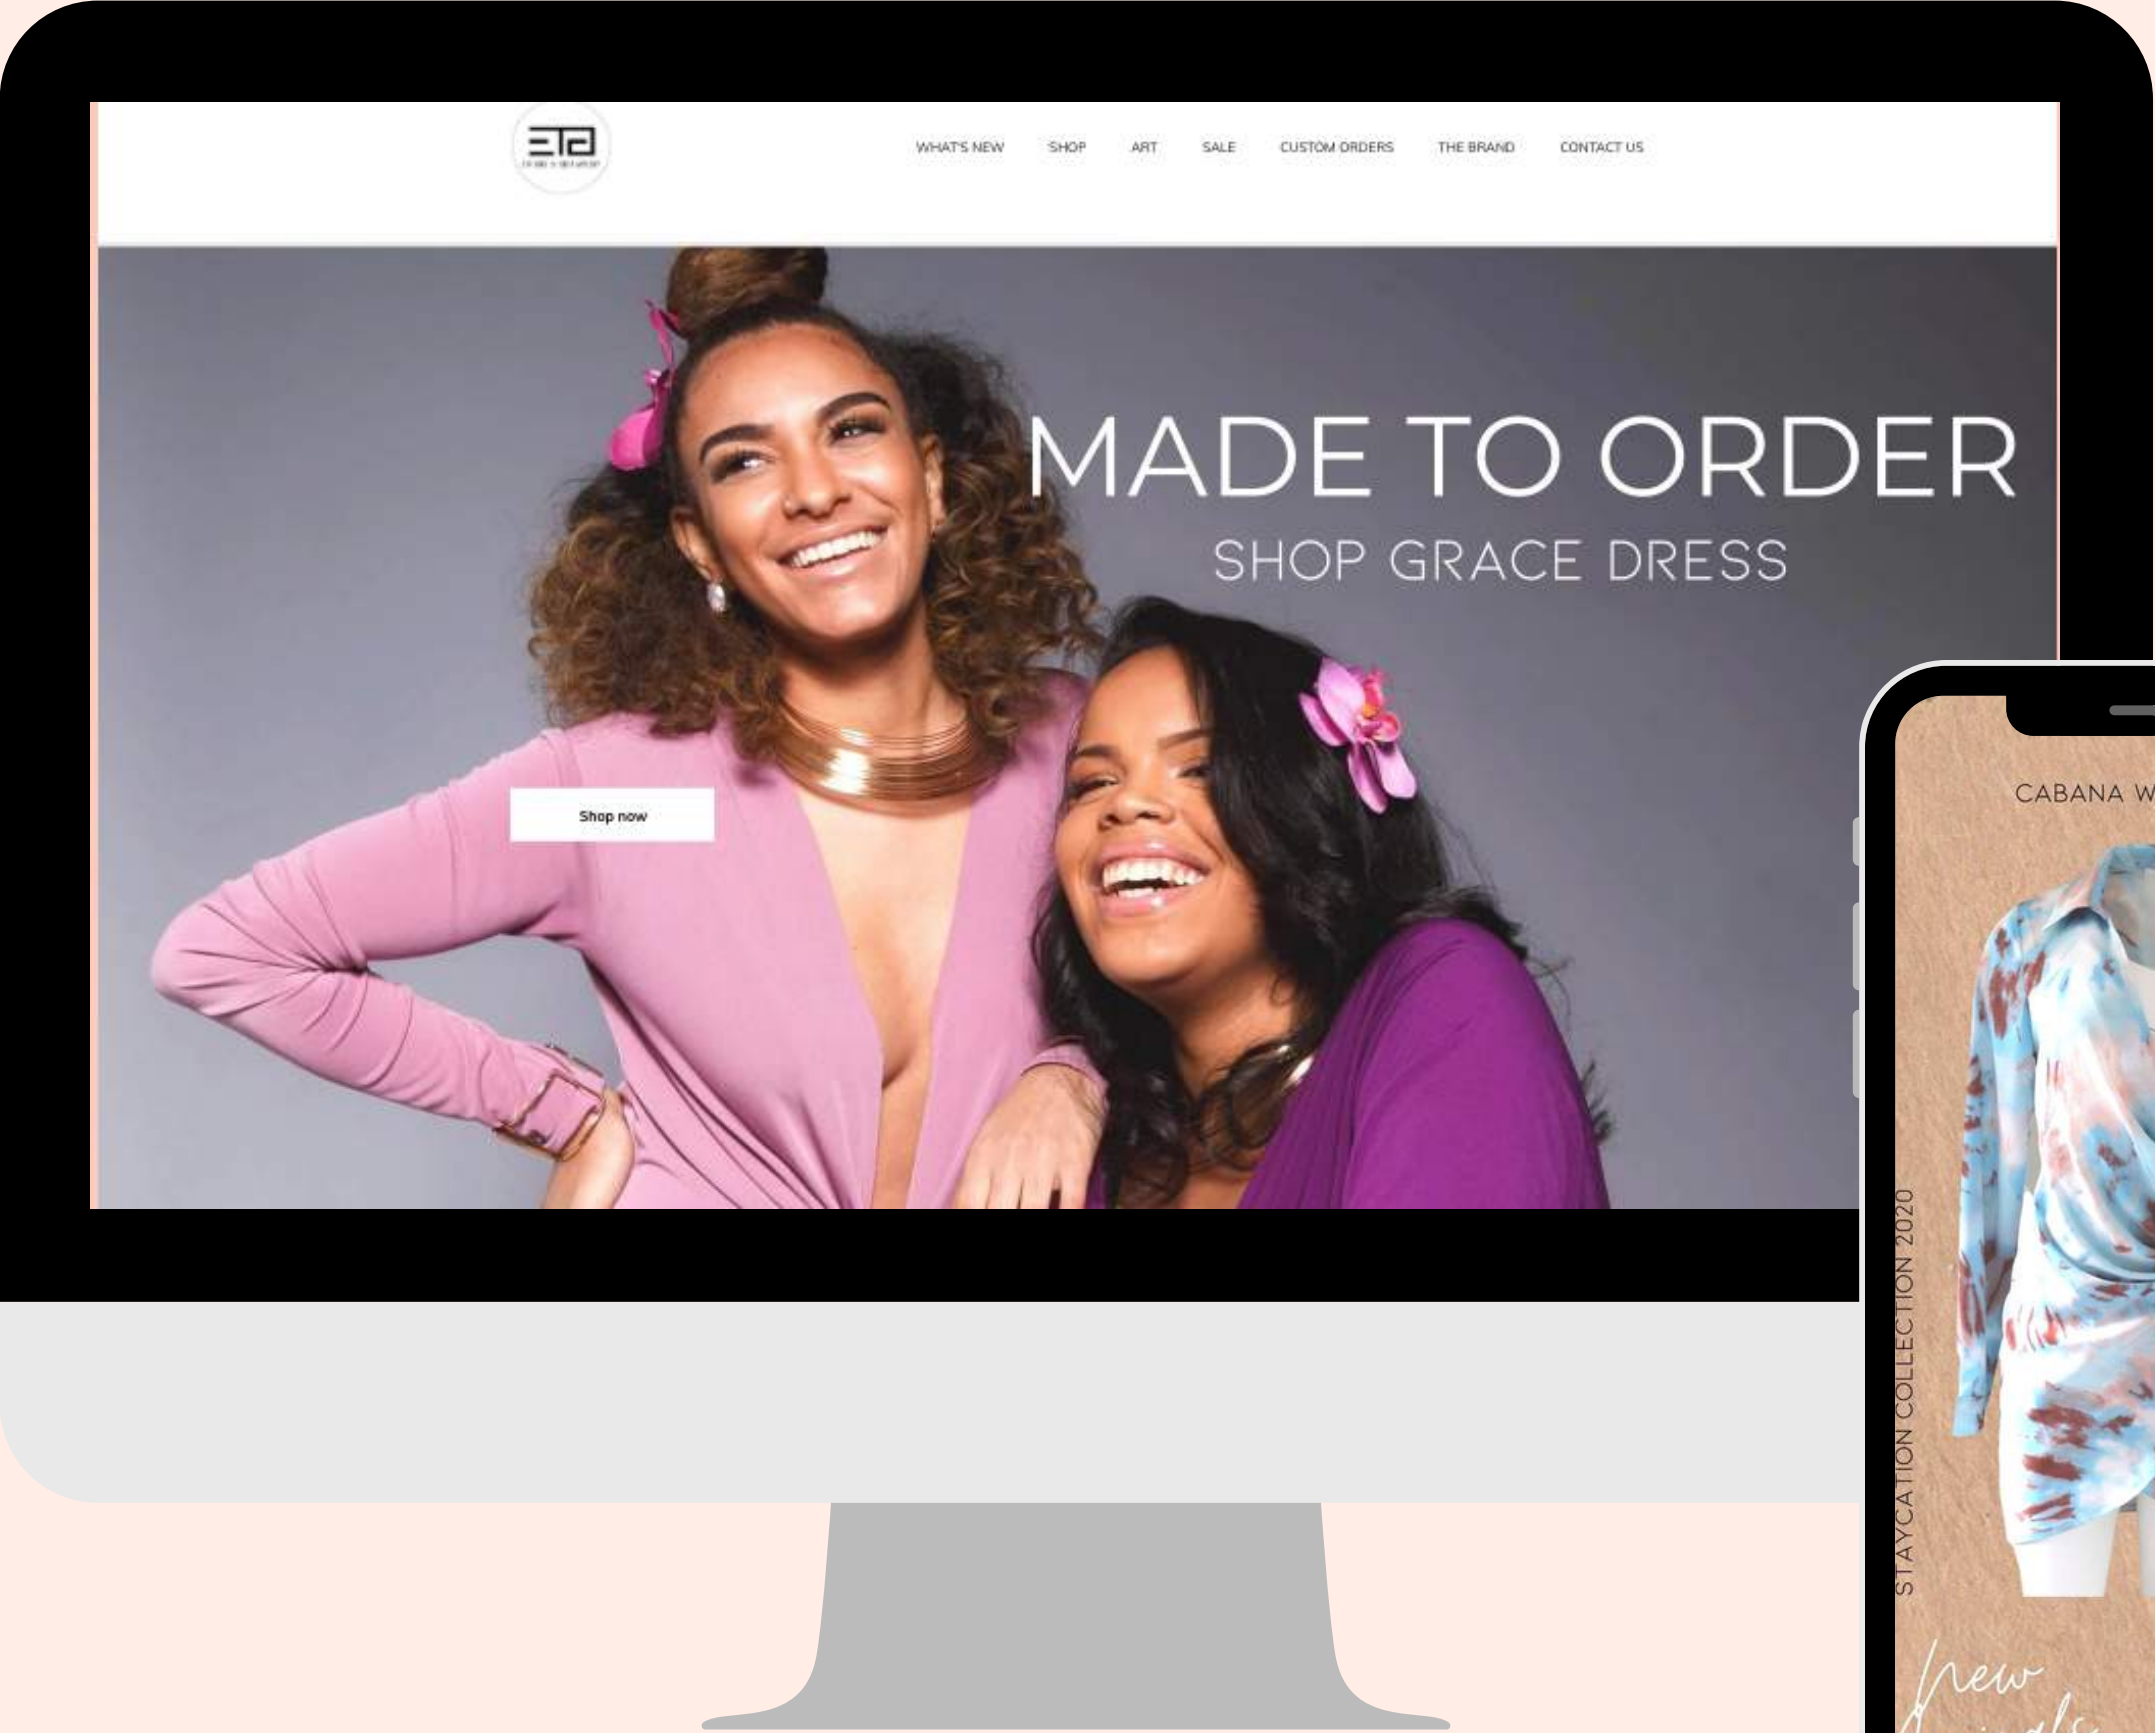 ETG
WHAT'S NEW SHOP ART SALE CUSTOM ORDERS THE BRAND CONTACT US
MADE TO ORDER
SHOP GRACE DRESS
Shop now
CABANA W
STAYCATION COLLECTION 2020
new